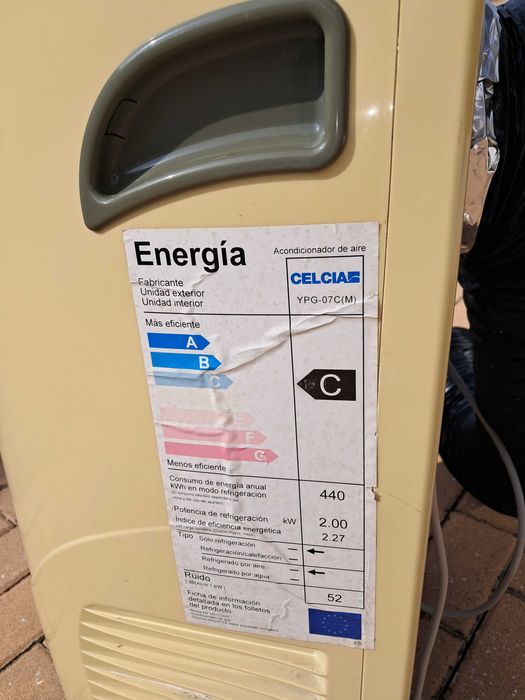 Energía
Acondicionador de aire
Fabricante
Unidad exterior
Unidad interior
CELCIA
YPG-07C(M)
Más eficiente
A
B
C
C
E
F
G
Menos eficiente
Consumo de energía anual
kWh en modo refrigeración
440
Potencia de refrigeración kW 2.00
Índice de eficiencia energética
2.27
Tipo Sólo refrigeración
Refrigeración/calefacción
Refrigerado por aire
Refrigerado por agua
Ruido
52
Ficha de información
detallada en los folletos
del producto
ES